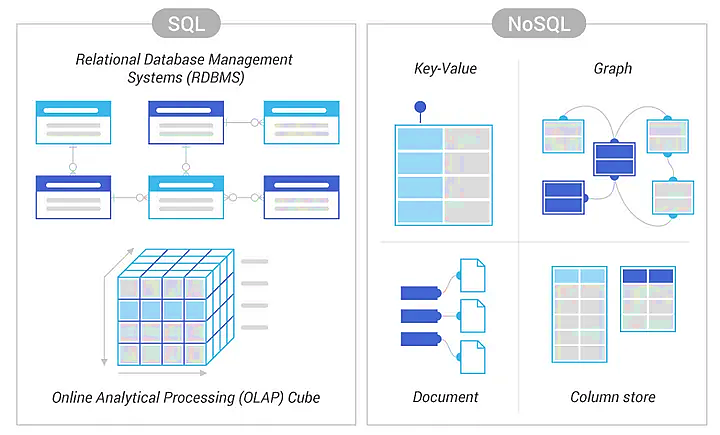 SQL
Relational Database Management
Systems (RDBMS)
Online Analytical Processing (OLAP) Cube
NoSQL
Key-Value
Graph
Document
Column store